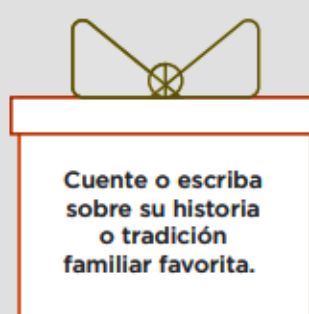 Cuente o escriba
sobre su historia
o tradición
familiar favorita.